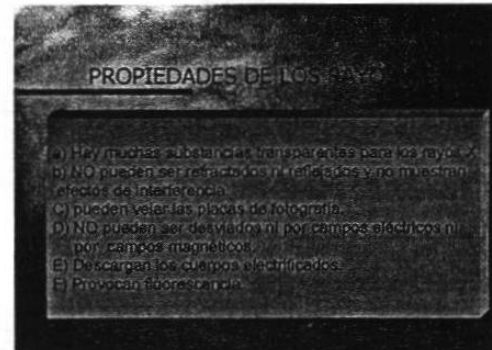 PROPIEDADES DE LOS RAYO
a) Hay muchas substancias transparentes para los rayos X
b) NO pueden ser refractados ni reflejados y no muestran
efectos de interferencia.
C) pueden velar las placas de fotografía.
D) NO pueden ser desviados ni por campos eléctricos ni
por campos magnéticos.
E) Descargan los cuerpos electrificados.
F) Provocan fluorescencia.